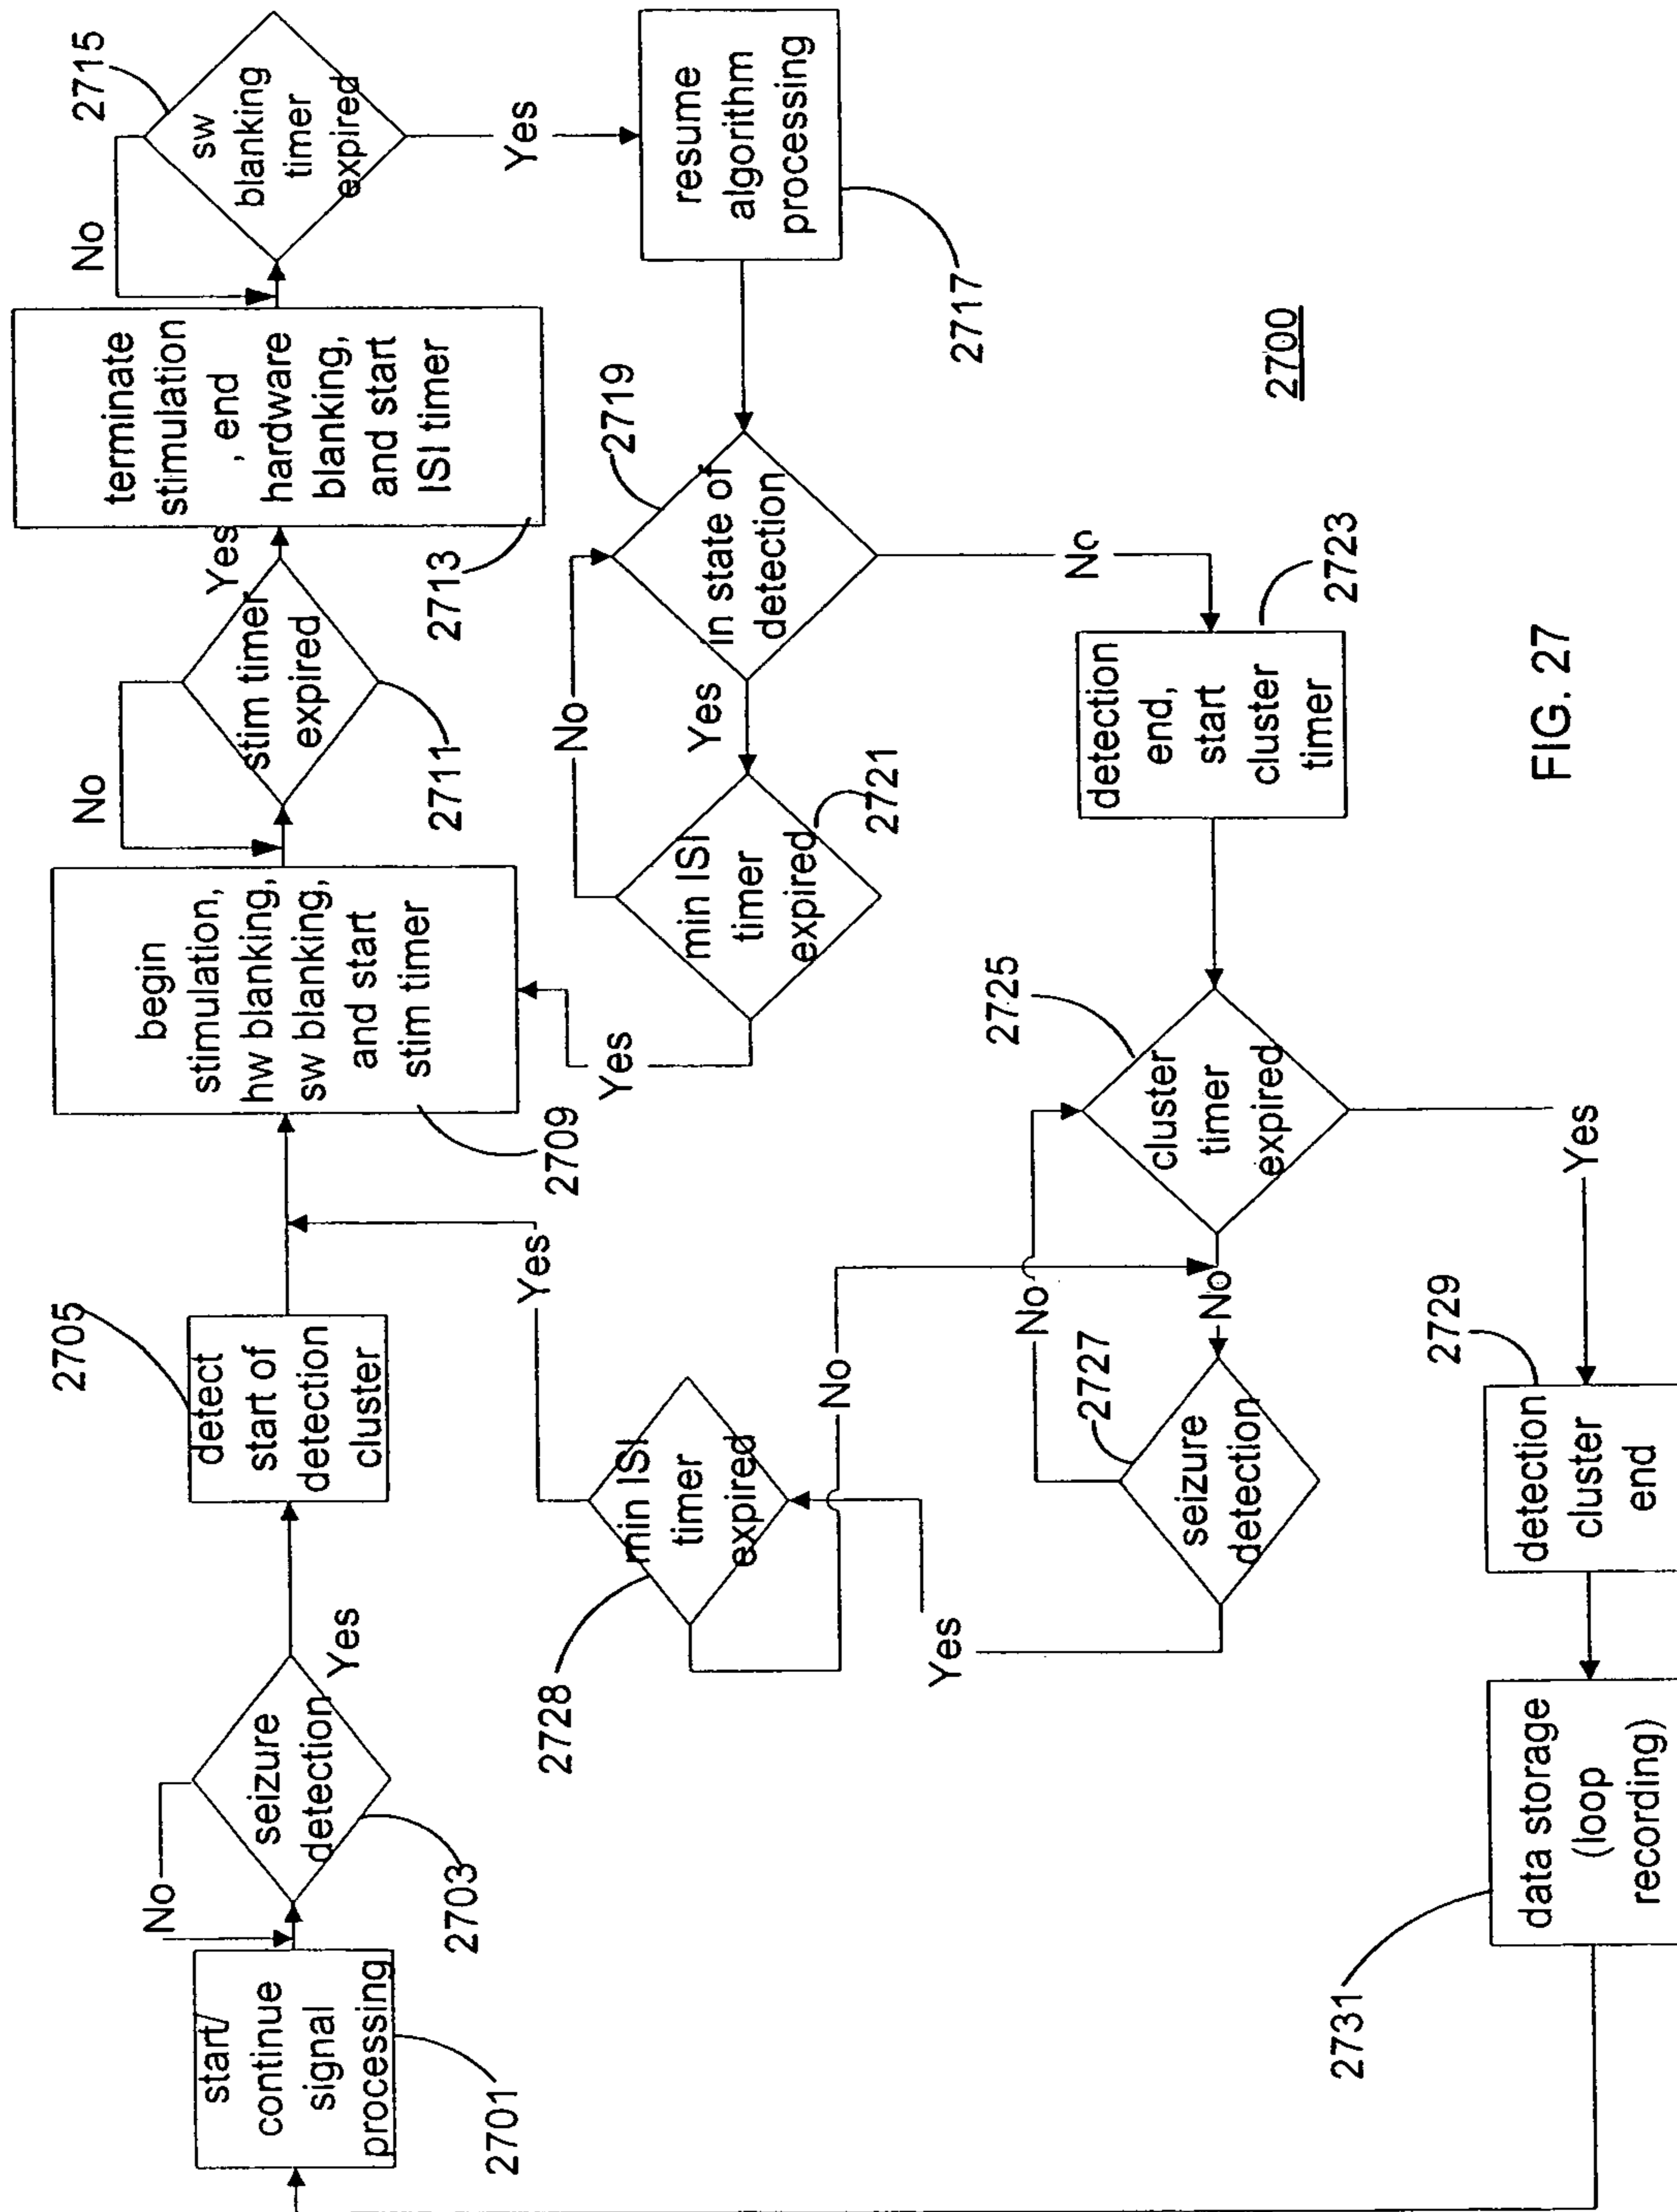 start/
continue
signal
processing
2701
No
seizure
detection
2703
Yes
detect
start of
detection
cluster
2705
begin
stimulation,
hw blanking,
sw blanking,
and start
stim timer
2709
No
stim timer
expired
2711
Yes
terminate
stimulation
, end
hardware
blanking,
and start
ISI timer
2713
No
sw
blanking
timer
expired
2715
Yes
resume
algorithm
processing
2717
in state of
detection
2719
Yes
No
min ISI
timer
expired
2721
No
Yes
detection
end,
start
cluster
timer
2723
cluster
timer
expired
2725
No
Yes
seizure
detection
2727
No
Yes
min ISI
timer
expired
2728
Yes
No
detection
cluster
end
2729
data storage
(loop
recording)
2731
2700
FIG. 27